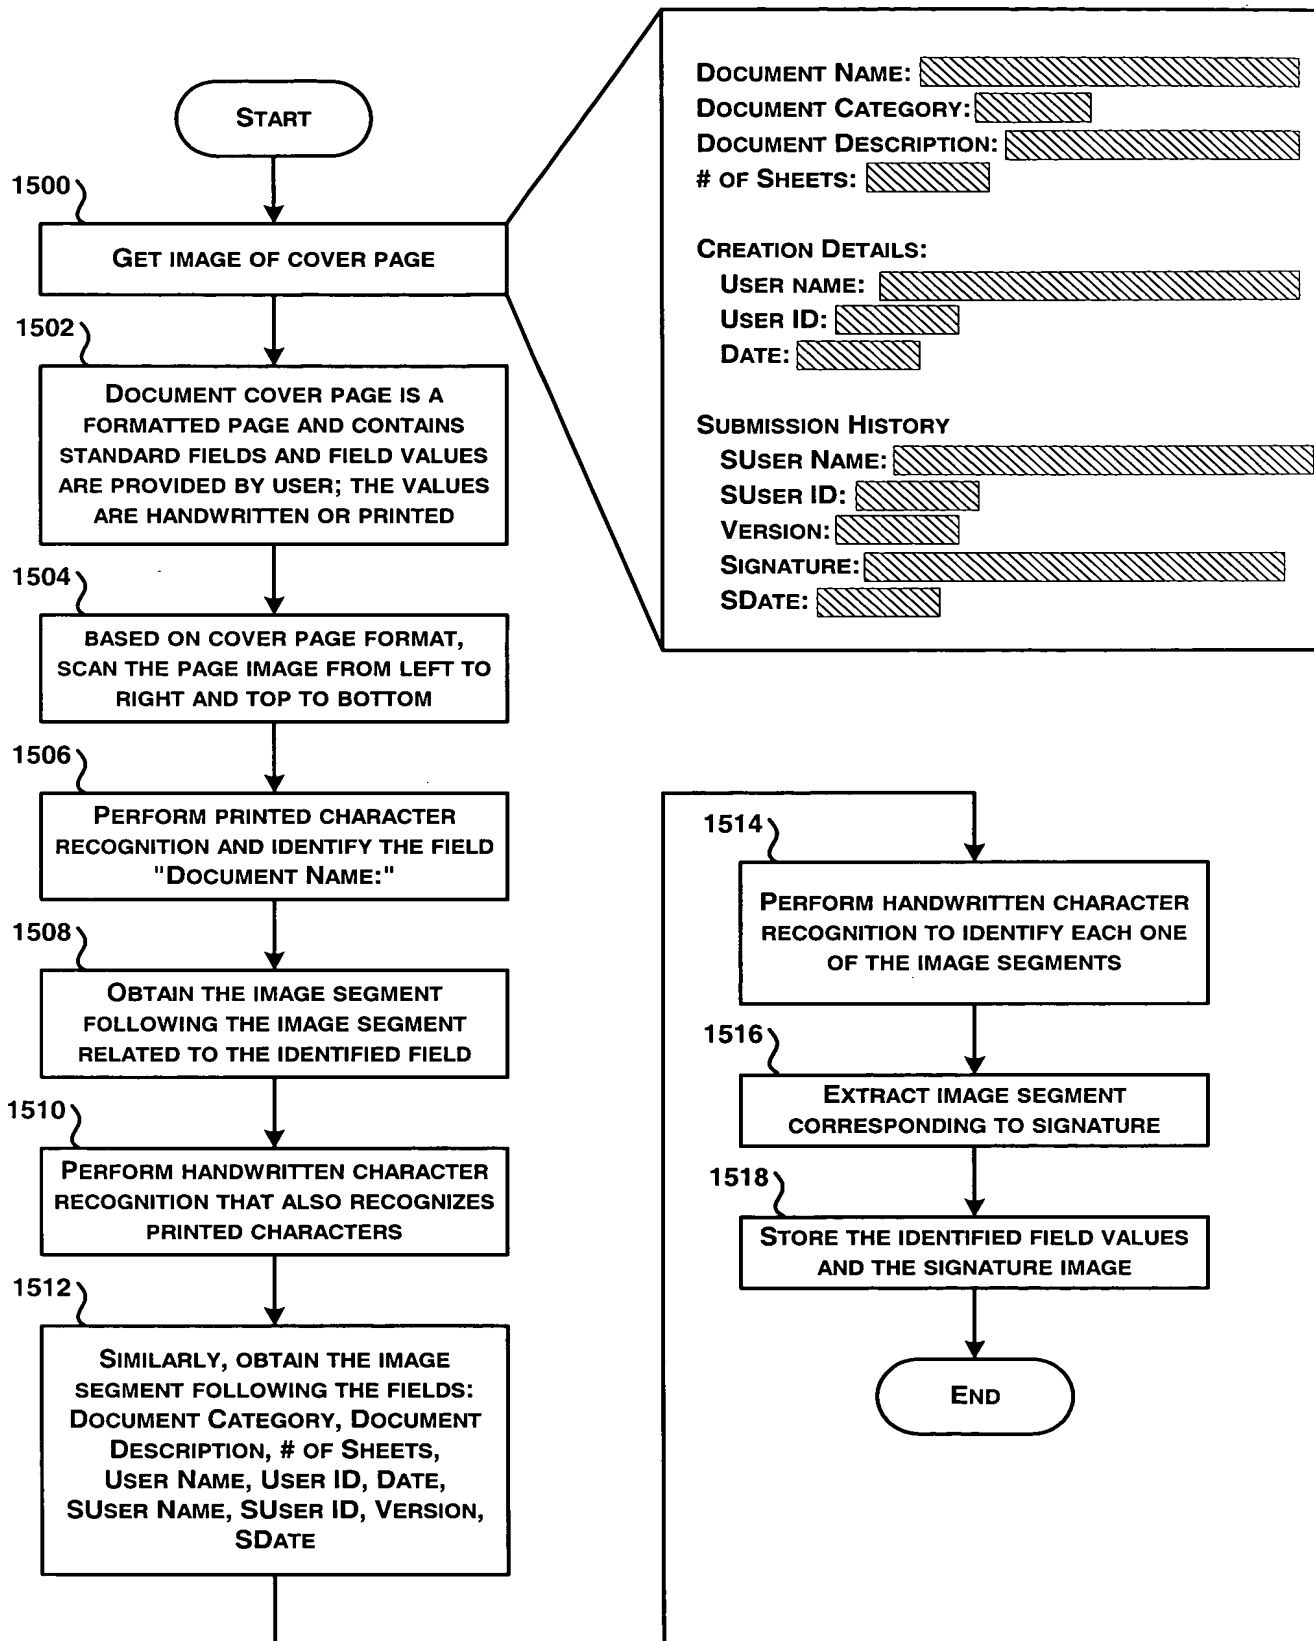 START
1500
GET IMAGE OF COVER PAGE
1502
DOCUMENT COVER PAGE IS A
FORMATTED PAGE AND CONTAINS
STANDARD FIELDS AND FIELD VALUES
ARE PROVIDED BY USER; THE VALUES
ARE HANDWRITTEN OR PRINTED
1504
BASED ON COVER PAGE FORMAT,
SCAN THE PAGE IMAGE FROM LEFT TO
RIGHT AND TOP TO BOTTOM
1506
PERFORM PRINTED CHARACTER
RECOGNITION AND IDENTIFY THE FIELD
"DOCUMENT NAME:"
1508
OBTAIN THE IMAGE SEGMENT
FOLLOWING THE IMAGE SEGMENT
RELATED TO THE IDENTIFIED FIELD
1510
PERFORM HANDWRITTEN CHARACTER
RECOGNITION THAT ALSO RECOGNIZES
PRINTED CHARACTERS
1512
SIMILARLY, OBTAIN THE IMAGE
SEGMENT FOLLOWING THE FIELDS:
DOCUMENT CATEGORY, DOCUMENT
DESCRIPTION, # OF SHEETS,
USER NAME, USER ID, DATE,
SUSER NAME, SUSER ID, VERSION,
SDATE
DOCUMENT NAME:
DOCUMENT CATEGORY:
DOCUMENT DESCRIPTION:
# OF SHEETS:
CREATION DETAILS:
USER NAME:
USER ID:
DATE:
SUBMISSION HISTORY
SUSER NAME:
SUSER ID:
VERSION:
SIGNATURE:
SDATE:
1514
PERFORM HANDWRITTEN CHARACTER
RECOGNITION TO IDENTIFY EACH ONE
OF THE IMAGE SEGMENTS
1516
EXTRACT IMAGE SEGMENT
CORRESPONDING TO SIGNATURE
1518
STORE THE IDENTIFIED FIELD VALUES
AND THE SIGNATURE IMAGE
END